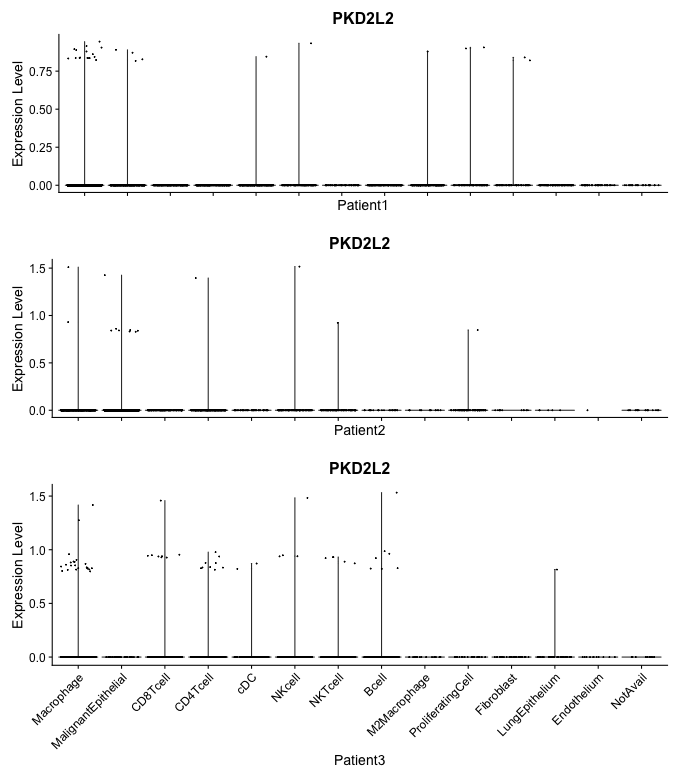 PKD2L2
Expression Level
0.75
0.50
0.25
0.00
Patient1
PKD2L2
Expression Level
1.5
1.0
0.5
0.0
Patient2
PKD2L2
Expression Level
1.5
1.0
0.5
0.0
Macrophage
MalignantEpithelial
CD8Tcell
CD4Tcell
cDC
NKcell
NKTcell
Bcell
M2Macrophage
ProliferatingCell
Fibroblast
LungEpithelium
Endothelium
NotAvail
Patient3